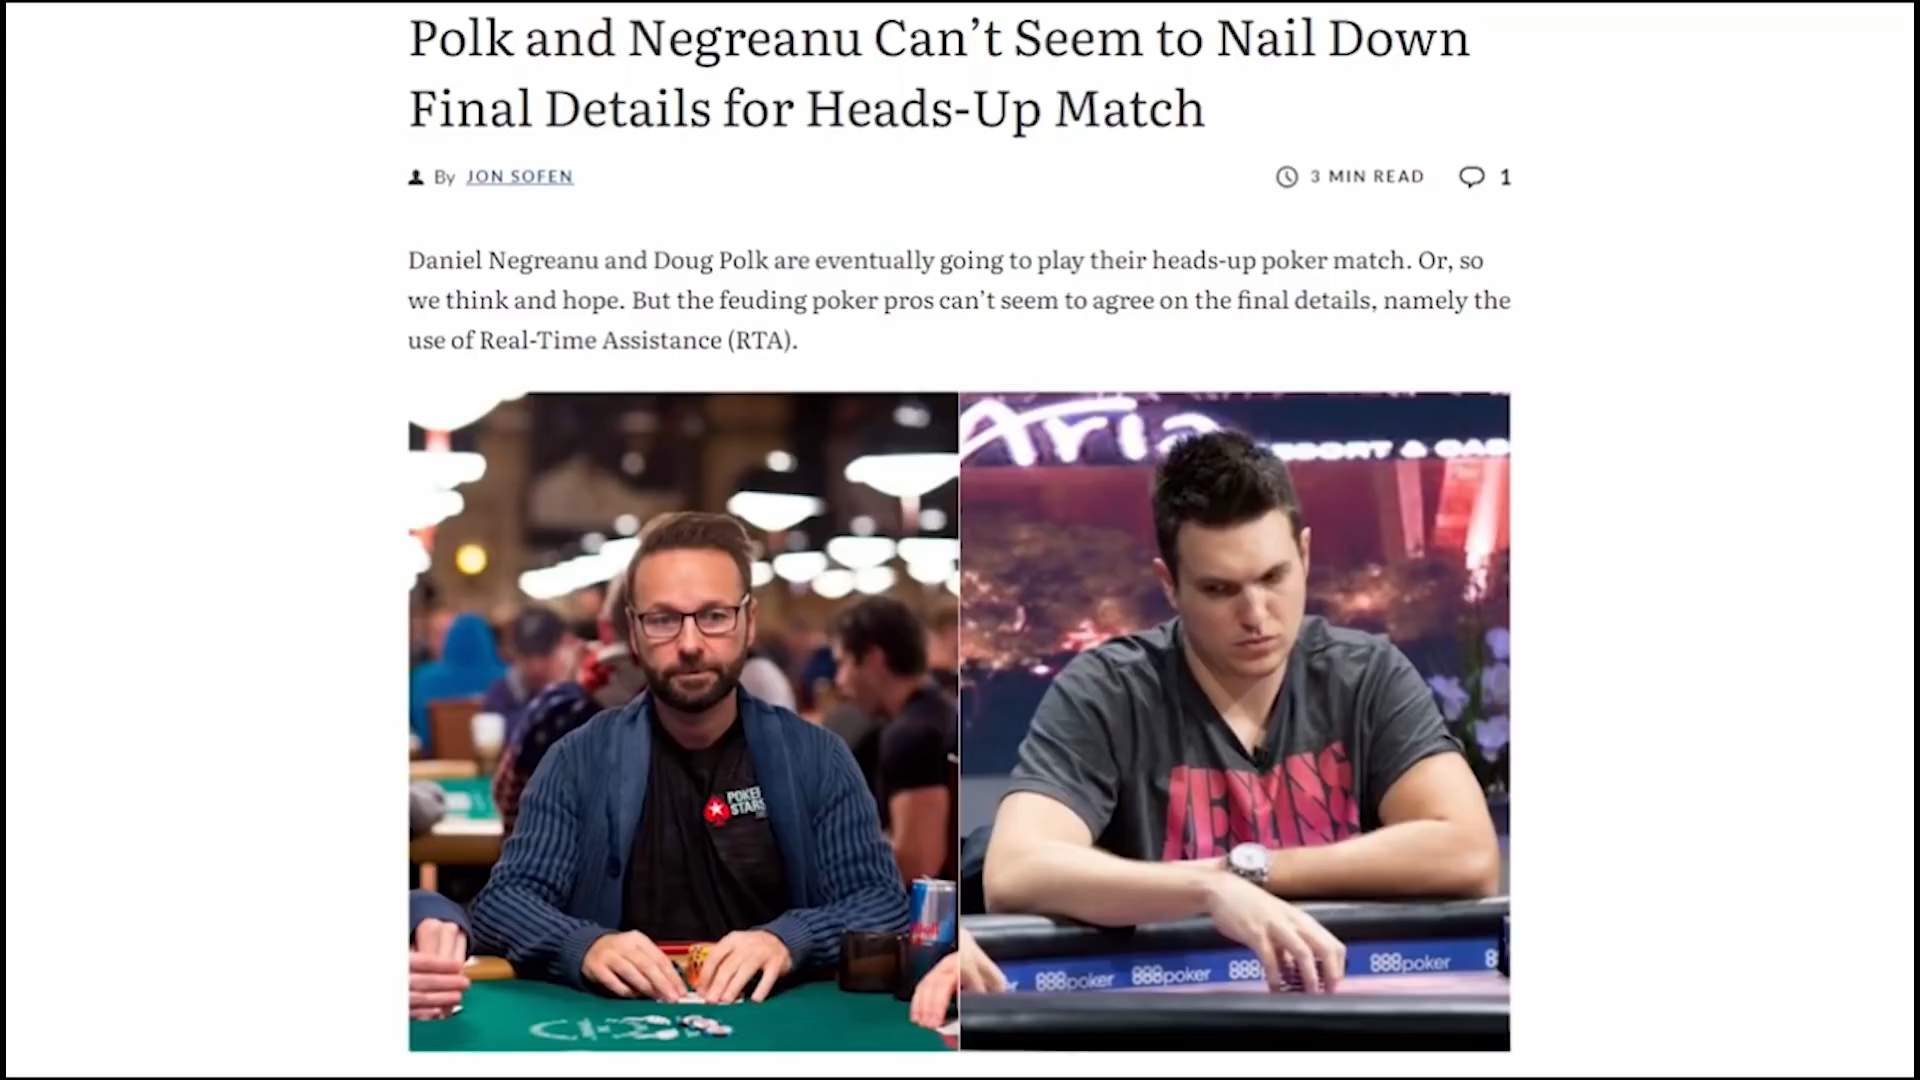 Polk and Negreanu Can’t Seem to Nail Down
Final Details for Heads-Up Match
By JON SOFEN
3 MIN READ
1
Daniel Negreanu and Doug Polk are eventually going to play their heads-up poker match. Or, so
we think and hope. But the feuding poker pros can’t seem to agree on the final details, namely the
use of Real-Time Assistance (RTA).
Aria
POKER
STARS
888poker 888poker 888 888poker 8